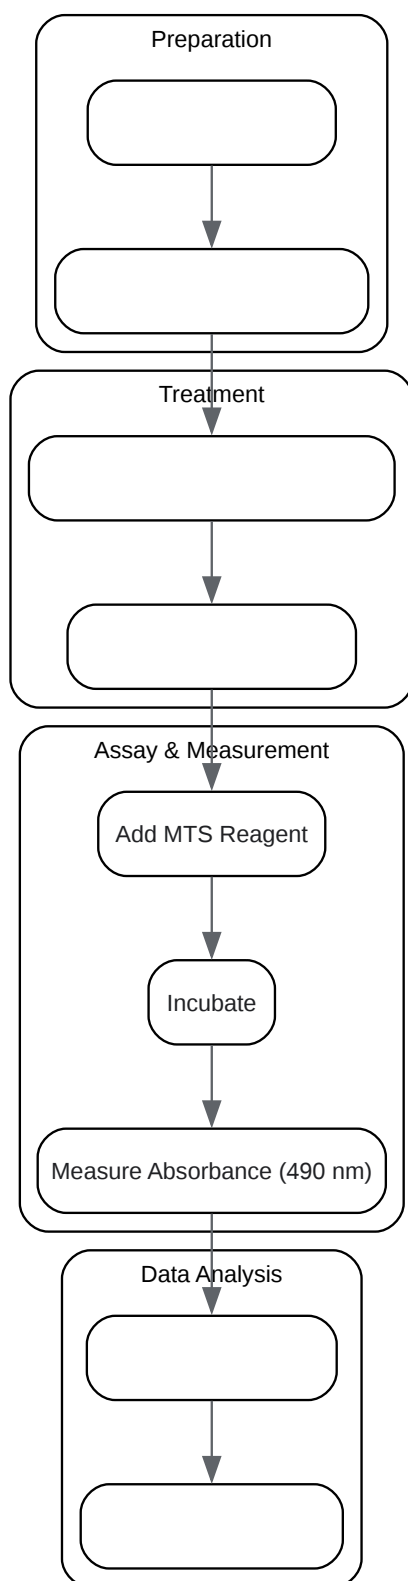 Preparation
Treatment
Assay & Measurement
Add MTS Reagent
Incubate
Measure Absorbance (490 nm)
Data Analysis